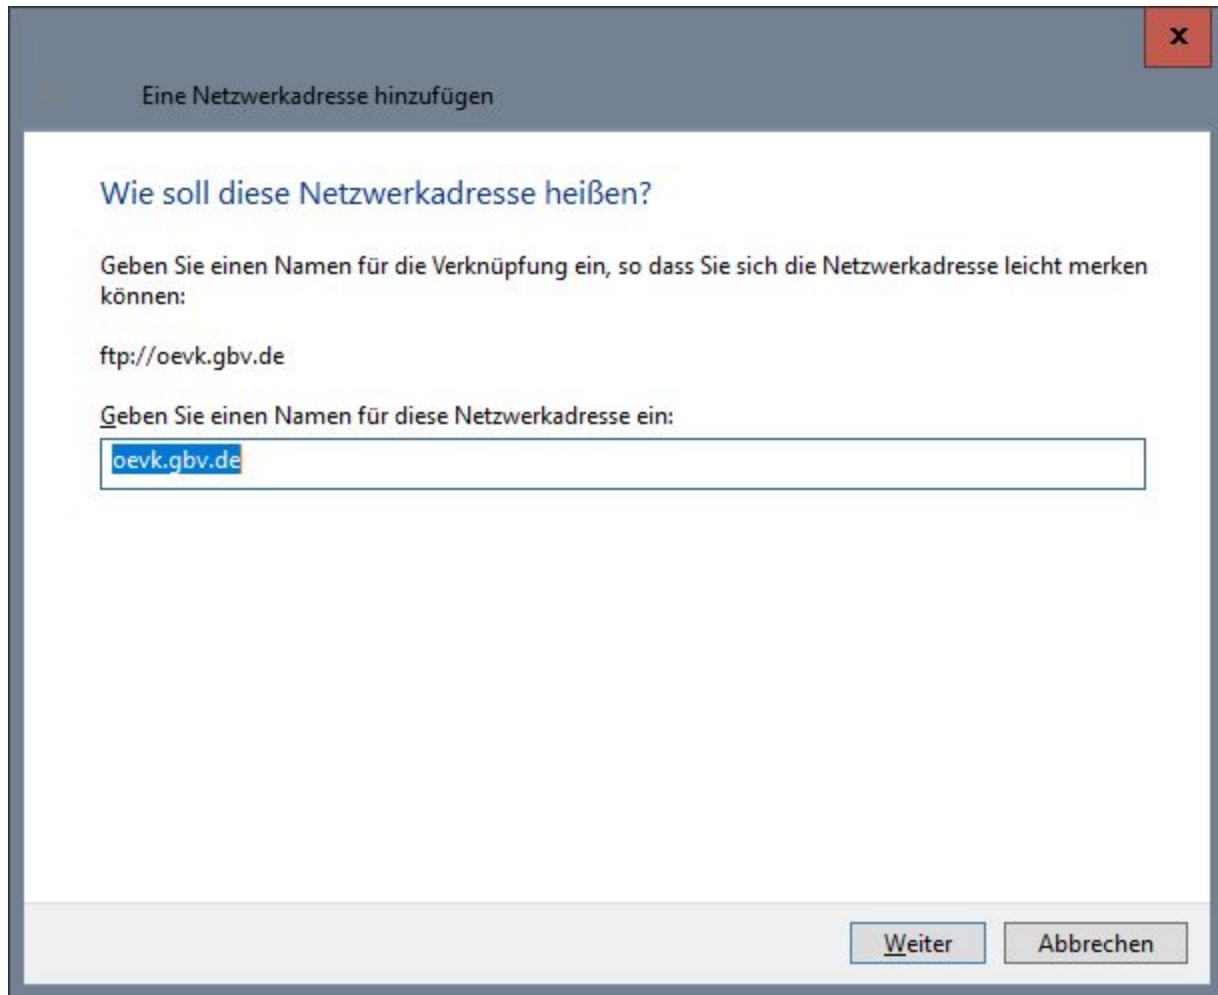 x
Eine Netzwerkadresse hinzufügen
Wie soll diese Netzwerkadresse heißen?
Geben Sie einen Namen für die Verknüpfung ein, so dass Sie sich die Netzwerkadresse leicht merken
können:
ftp://oevk.gbv.de
Geben Sie einen Namen für diese Netzwerkadresse ein:
oevk.gbv.de
Weiter
Abbrechen